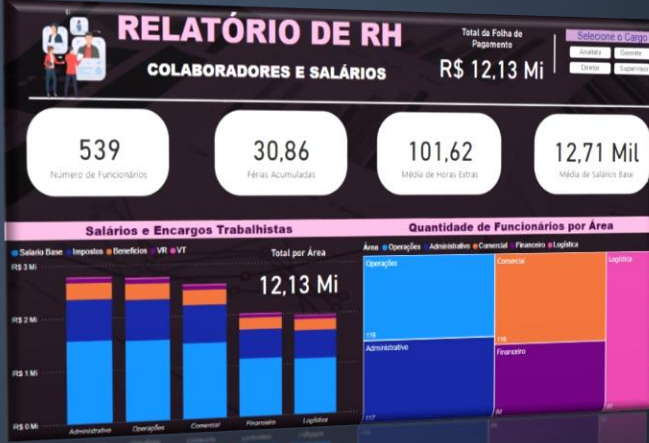 RELATÓRIO DE RH
COLABORADORES E SALÁRIOS
Total da Folha de
Pagamento
R$ 12,13 Mi
Selecione o Cargo
Analista
Gerente
Diretor
Supervisor
539
Número de Funcionários
30,86
Férias Acumuladas
101,62
Média de Horas Extras
12,71 Mil
Média de Salários Base
Salários e Encargos Trabalhistas
Salario Base Impostos Benefícios VR VT
Total por Área
12,13 Mi
R$ 3 Mi
R$ 2 Mi
R$ 1 Mi
R$ 0 Mi
Administrativo
Operações
Comercial
Financeiro
Logística
Quantidade de Funcionários por Área
Área Operações Administrativo Comercial Financeiro Logística
Operações
Comercial
Logística
Administrativo
117
Financeiro